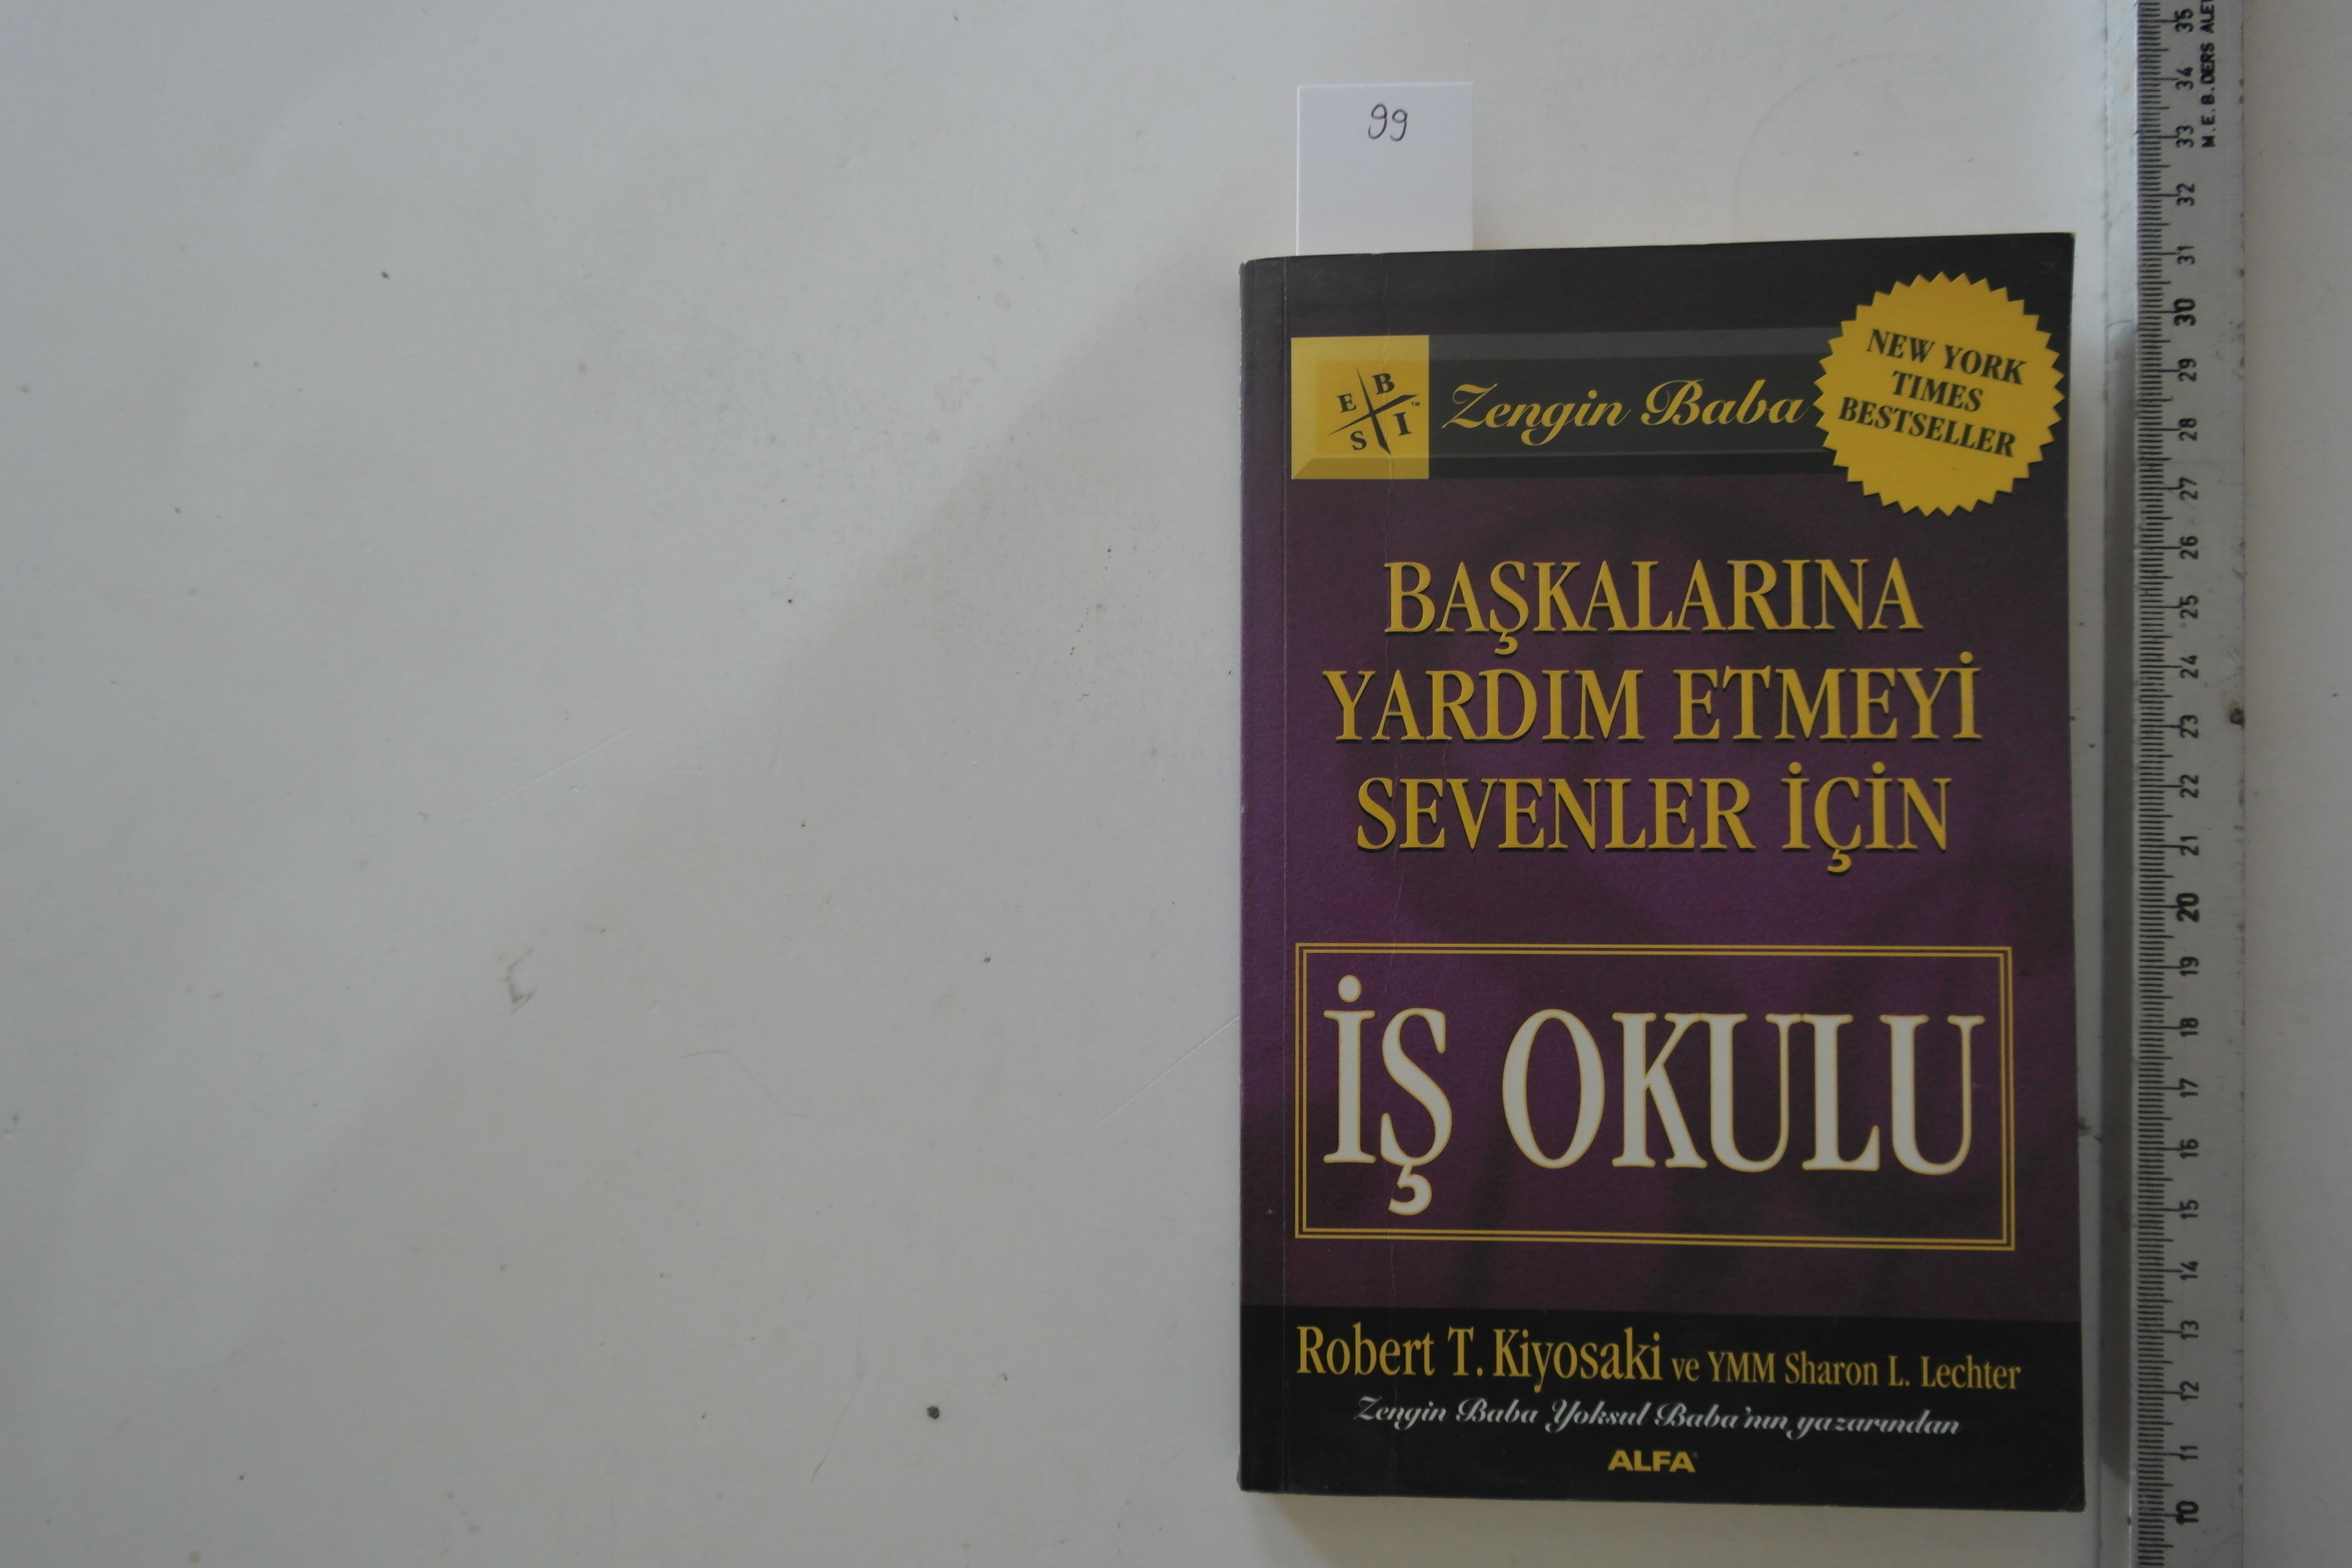 99
E B
S I
™
Zengin Baba
NEW YORK
TIMES
BESTSELLER
BAŞKALARINA
YARDIM ETMEYİ
SEVENLER İÇİN
İŞ OKULU
Robert T. Kiyosaki ve YMM Sharon L. Lechter
Zengin Baba Yoksul Baba'nın yazarından
ALFA
M.E.B. DERS ALET
35
34
33
32
31
30
29
28
27
26
25
24
23
22
21
20
19
18
17
16
15
14
13
12
11
10